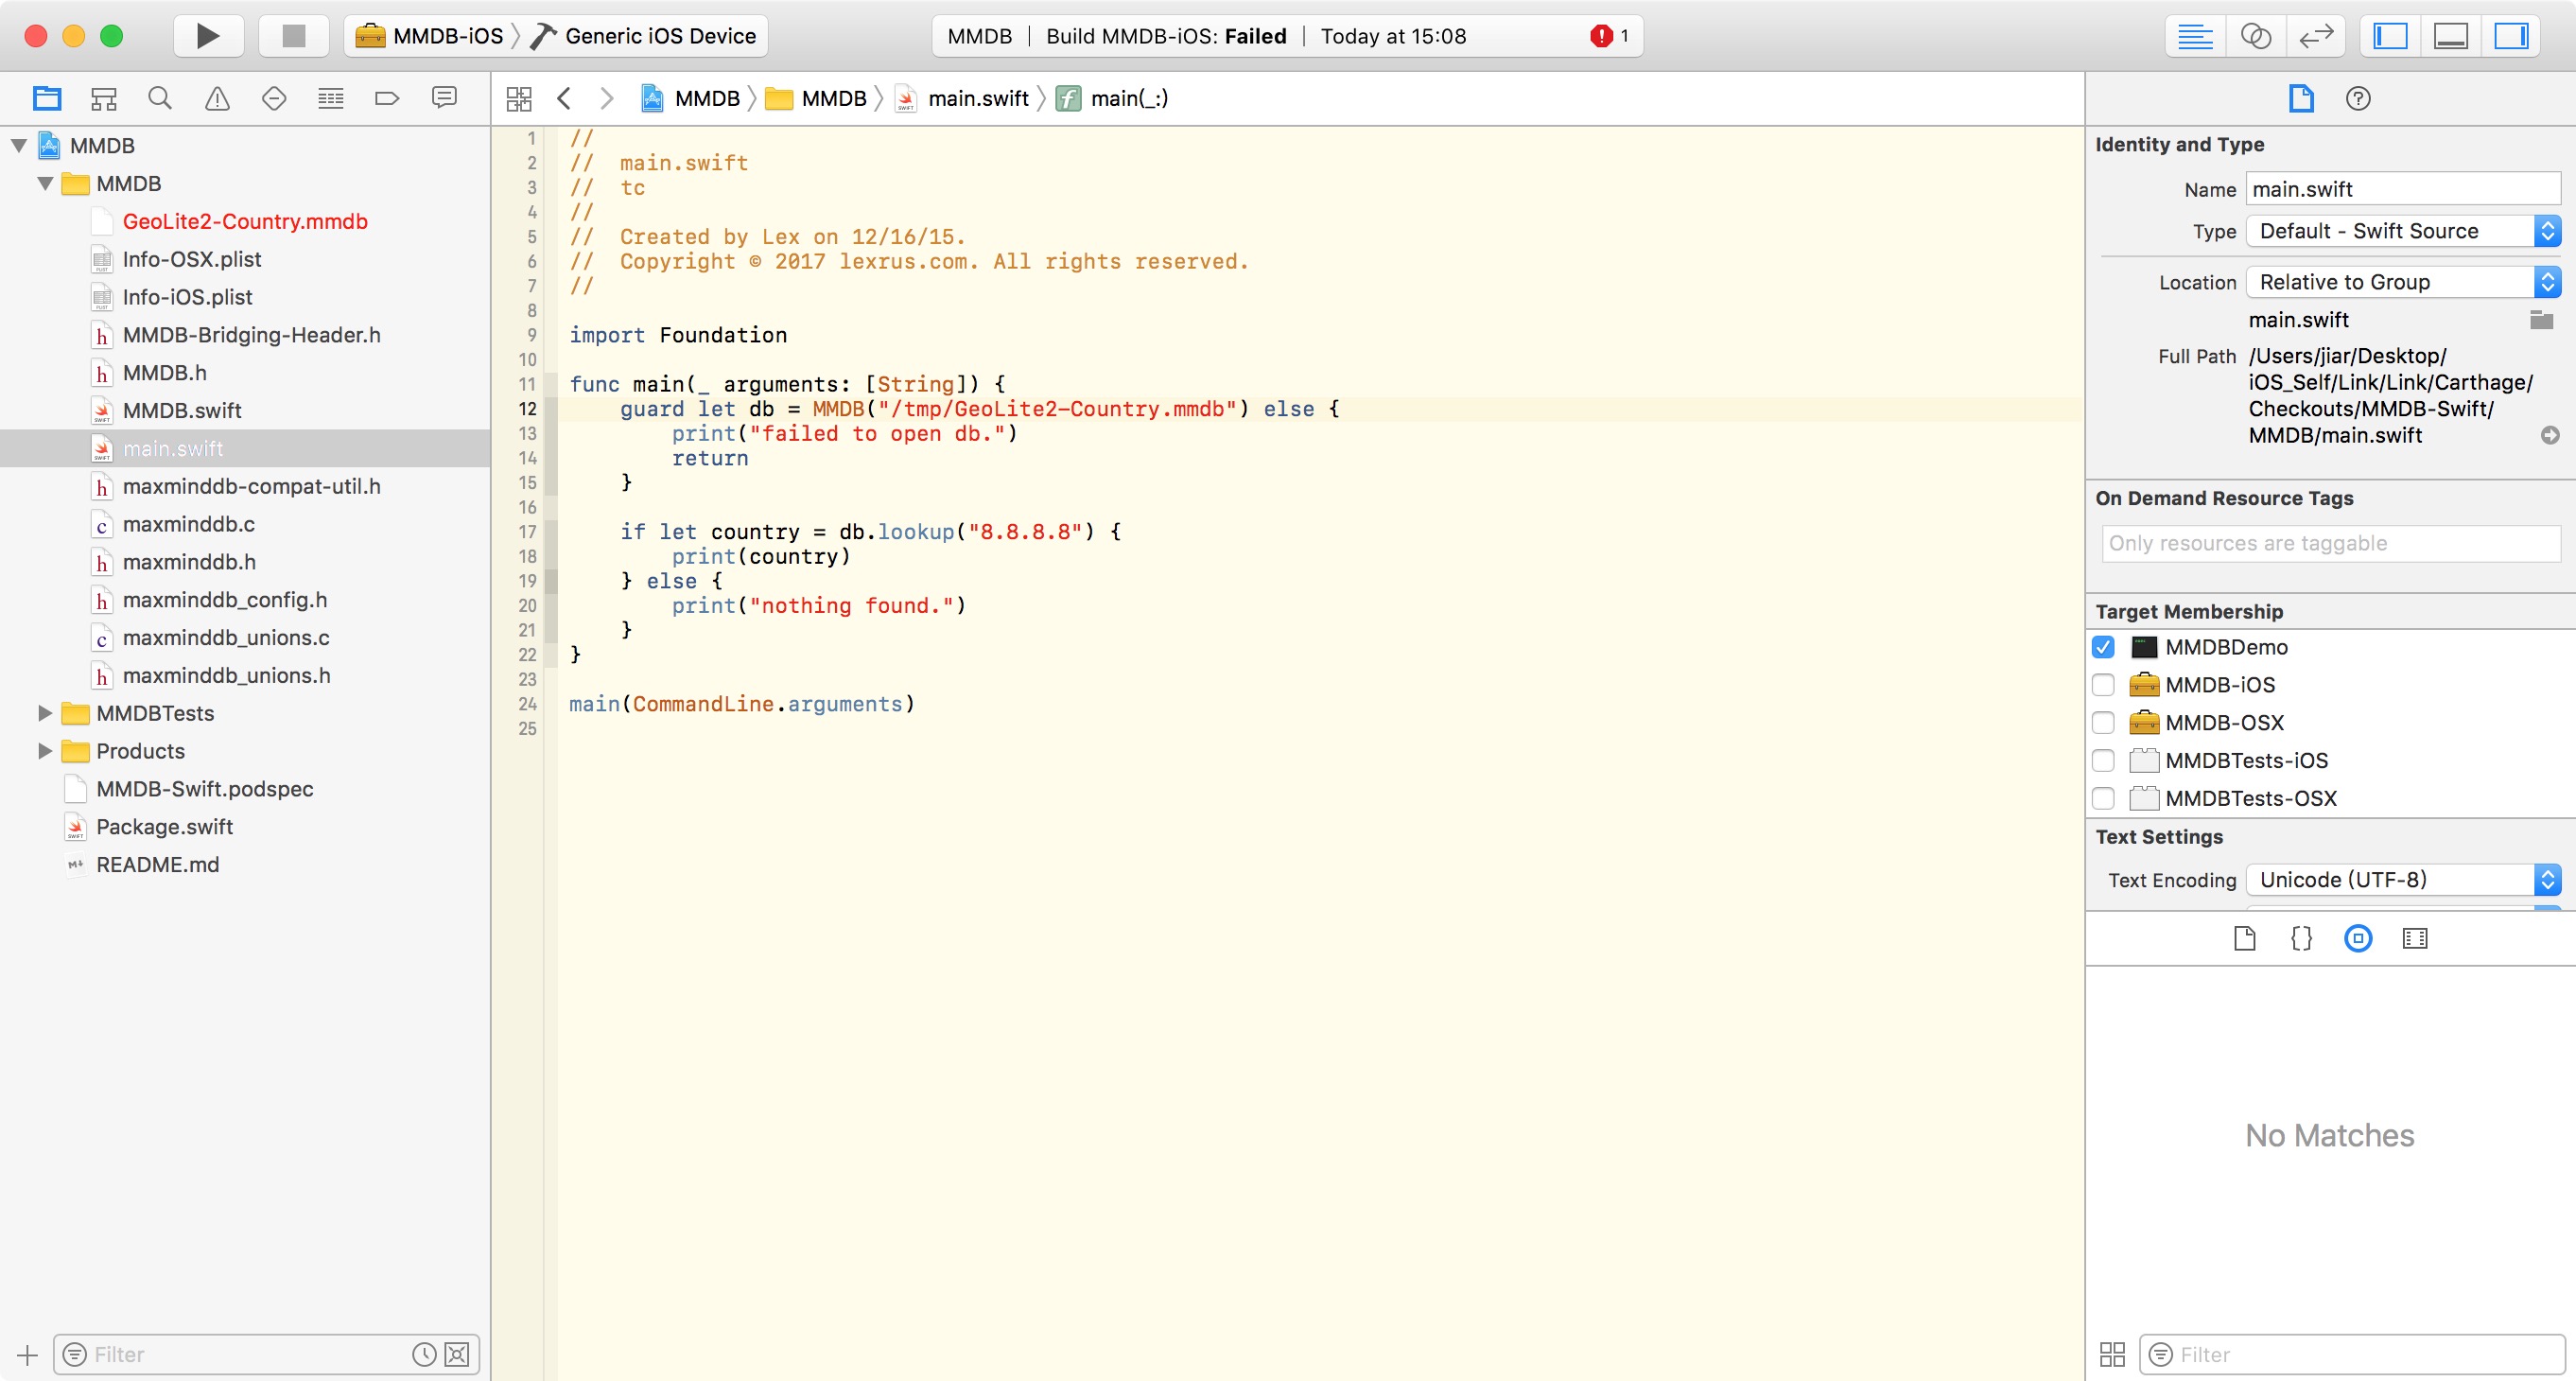 MMDB-iOS Generic iOS Device
MMDB | Build MMDB-iOS: Failed | Today at 15:08 1
MMDB
MMDB
GeoLite2-Country.mmdb
Info-OSX.plist
Info-iOS.plist
MMDB-Bridging-Header.h
MMDB.h
MMDB.swift
main.swift
maxminddb-compat-util.h
maxminddb.c
maxminddb.h
maxminddb_config.h
maxminddb_unions.c
maxminddb_unions.h
MMDBTests
Products
MMDB-Swift.podspec
Package.swift
README.md
Filter
MMDB MMDB main.swift main(_:)
1 //
2 //  main.swift
3 //  tc
4 //
5 //  Created by Lex on 12/16/15.
6 //  Copyright © 2017 lexrus.com. All rights reserved.
7 //
8
9 import Foundation
10
11 func main(_ arguments: [String]) {
12     guard let db = MMDB("/tmp/GeoLite2-Country.mmdb") else {
13         print("failed to open db.")
14         return
15     }
16
17     if let country = db.lookup("8.8.8.8") {
18         print(country)
19     } else {
20         print("nothing found.")
21     }
22 }
23
24 main(CommandLine.arguments)
25
Identity and Type
Name main.swift
Type Default - Swift Source
Location Relative to Group
main.swift
Full Path /Users/jiar/Desktop/
iOS_Self/Link/Link/Carthage/
Checkouts/MMDB-Swift/
MMDB/main.swift
On Demand Resource Tags
Only resources are taggable
Target Membership
MMDBDemo
MMDB-iOS
MMDB-OSX
MMDBTests-iOS
MMDBTests-OSX
Text Settings
Text Encoding Unicode (UTF-8)
No Matches
Filter